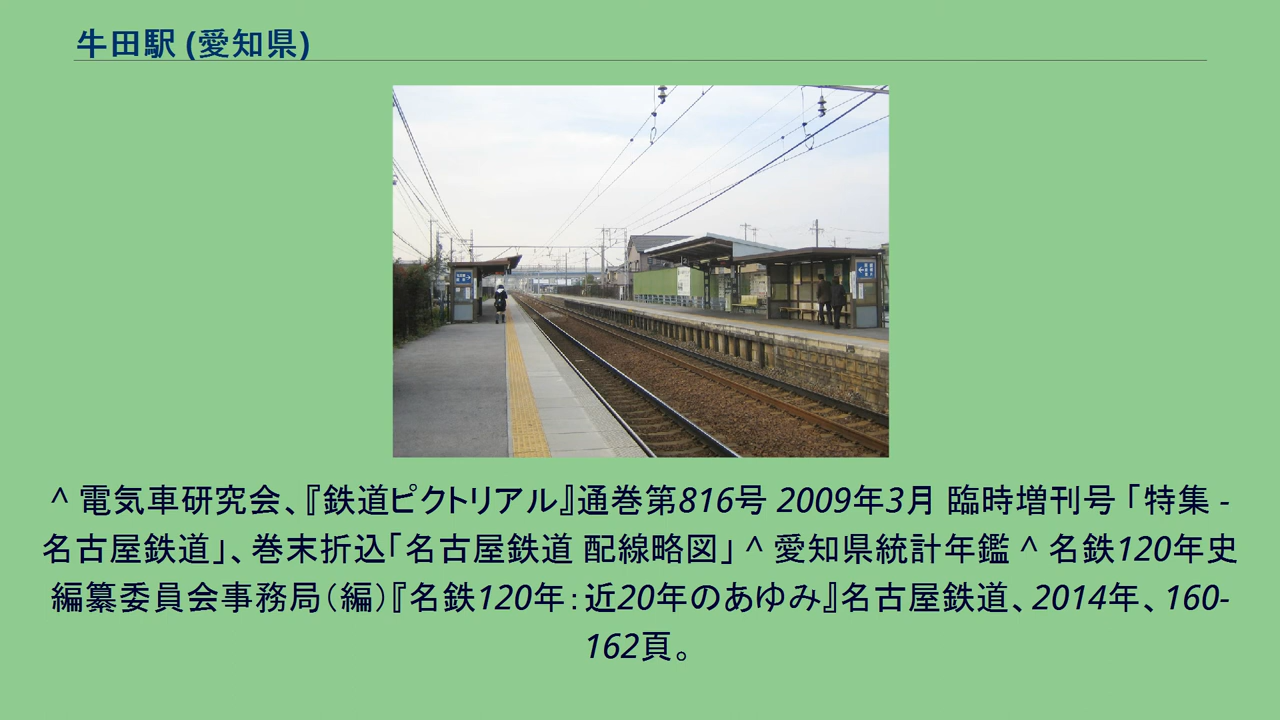 牛田駅 (愛知県)
^ 電気車研究会、『鉄道ピクトリアル』通巻第816号 2009年3月 臨時増刊号 「特集 -
名古屋鉄道」、巻末折込「名古屋鉄道 配線略図」 ^ 愛知県統計年鑑 ^ 名鉄120年史
編纂委員会事務局（編）『名鉄120年：近20年のあゆみ』名古屋鉄道、2014年、160-
162頁。